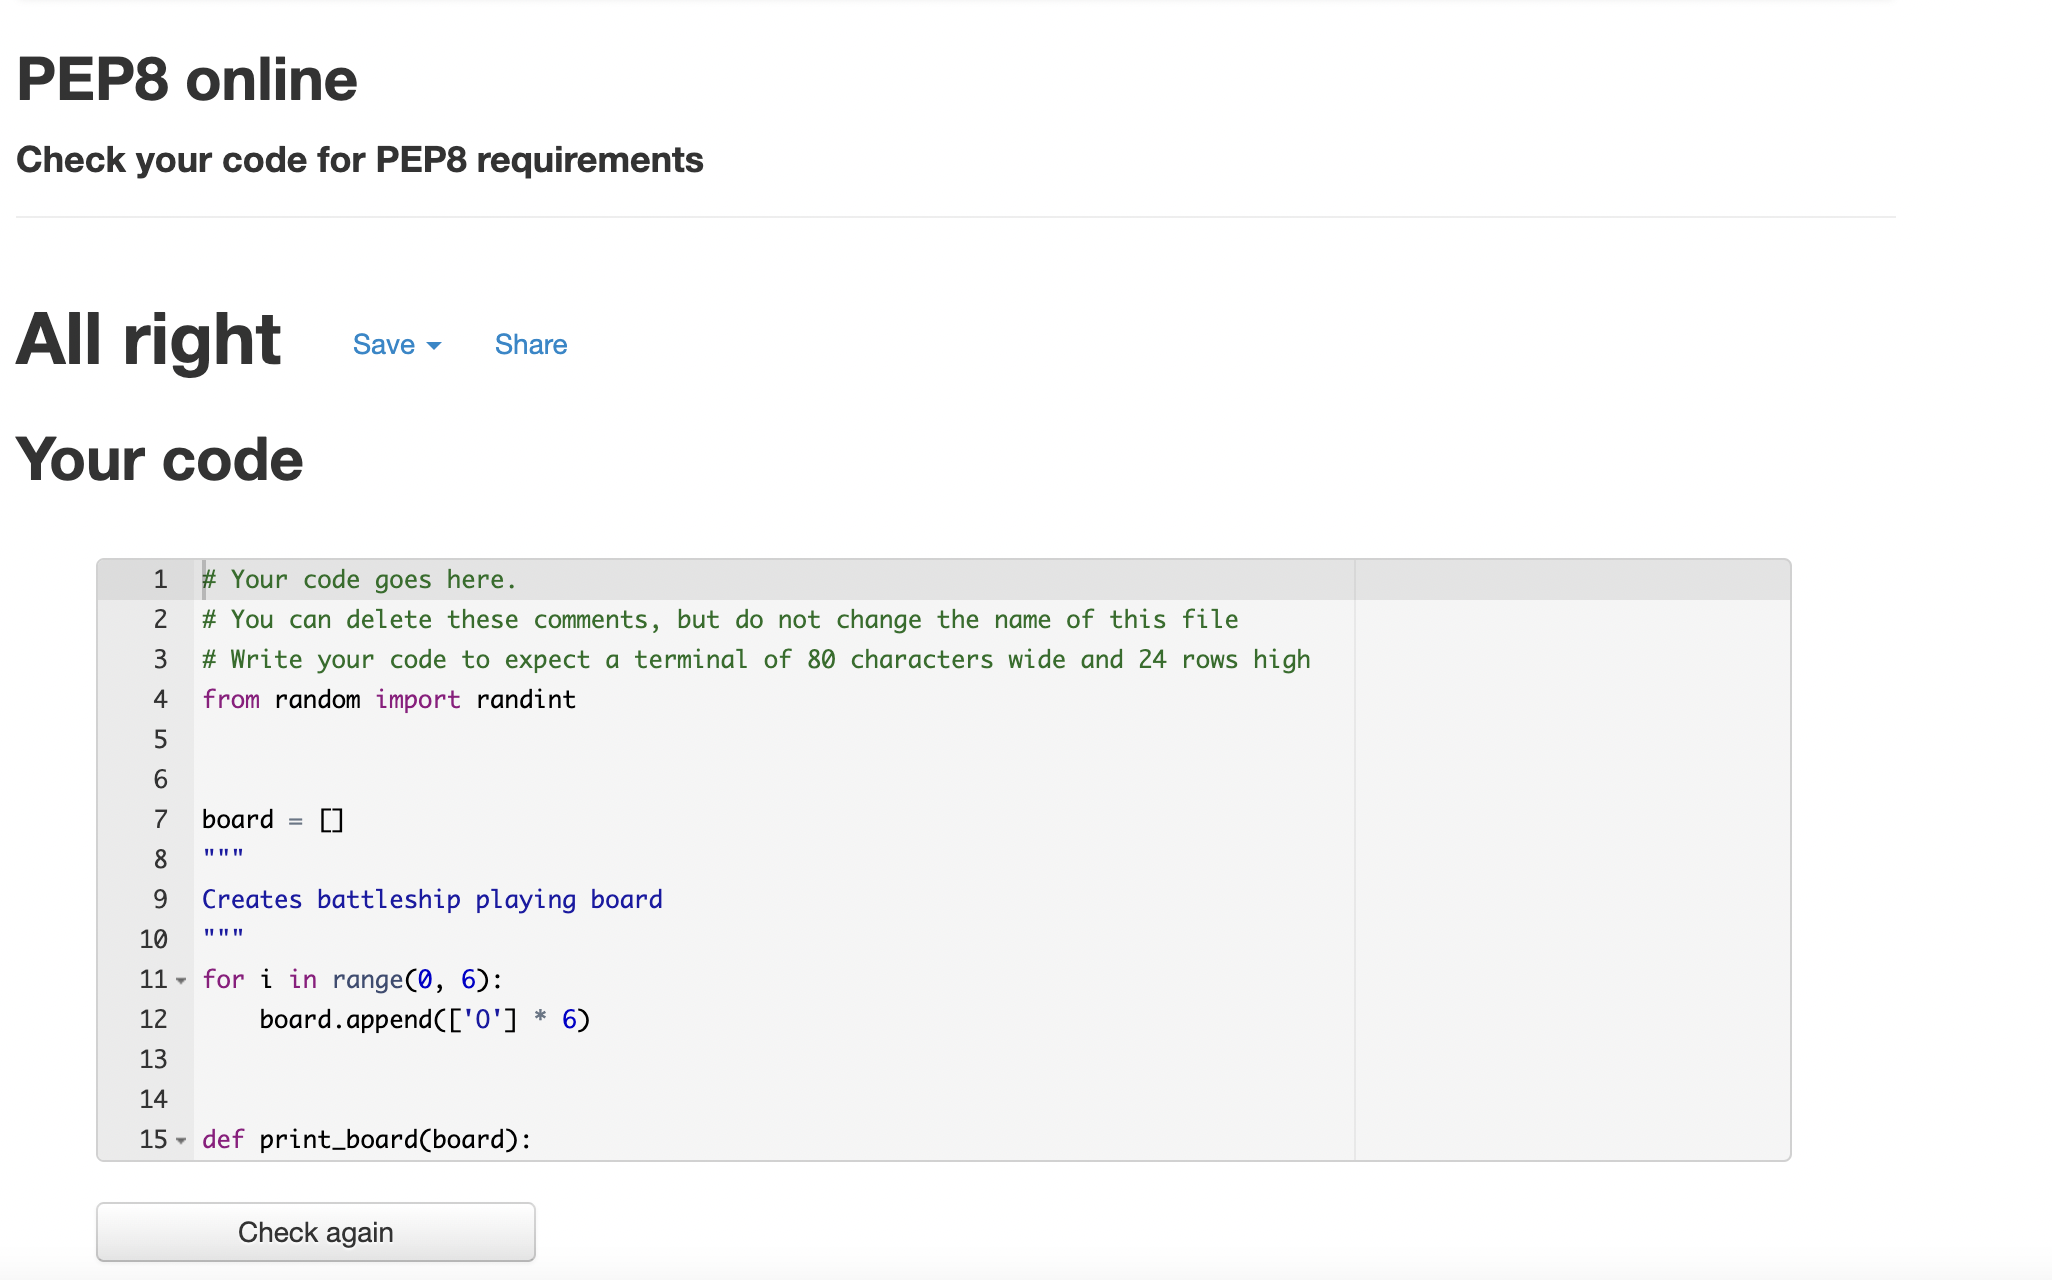 PEP8 online
Check your code for PEP8 requirements
All right Save Share
Your code
1 # Your code goes here.
2 # You can delete these comments, but do not change the name of this file
3 # Write your code to expect a terminal of 80 characters wide and 24 rows high
4 from random import randint
5
6
7 board = []
8 """
9 Creates battleship playing board
10 """
11 for i in range(0, 6):
12     board.append(['O'] * 6)
13
14
15 def print_board(board):
Check again